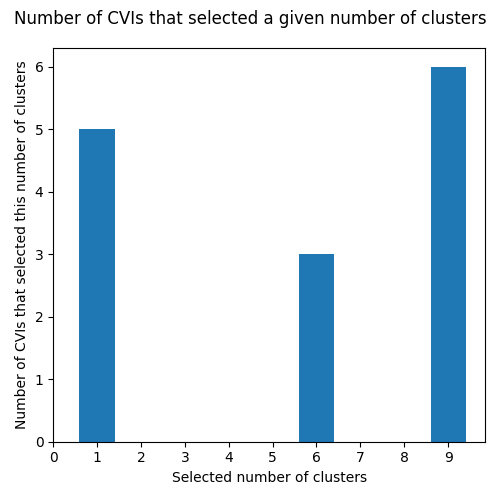 Number of CVIs that selected a given number of clusters
Number of CVIs that selected this number of clusters
6
5
4
3
2
1
0
0 1 2 3 4 5 6 7 8 9
Selected number of clusters